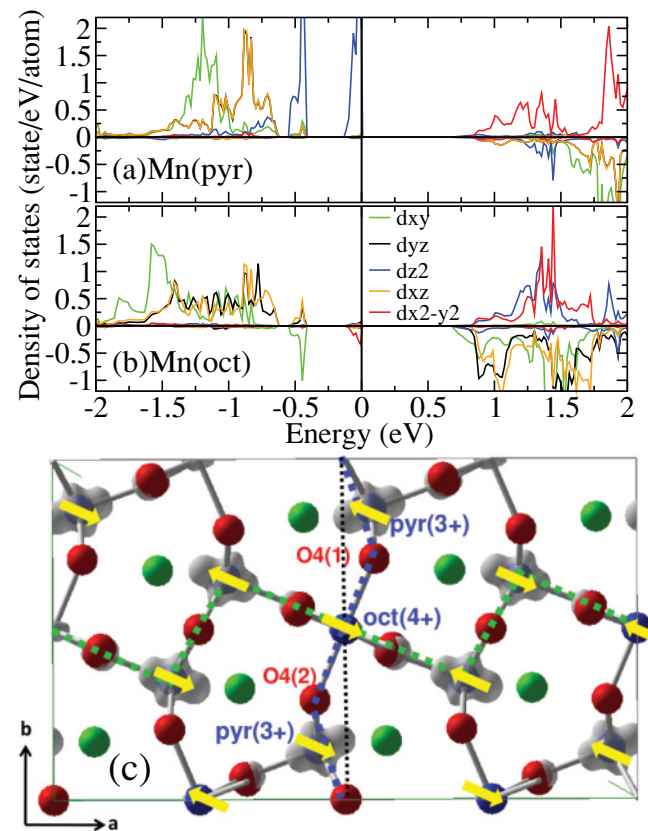 Density of states (state/eV/atom)
2
1.5
1
0.5
0
-0.5
-1
(a)Mn(pyr)
2
1.5
1
0.5
0
-0.5
-1
(b)Mn(oct)
dxy
dyz
dz2
dxz
dx2-y2
-2 -1.5 -1 -0.5 0 0.5 1 1.5 2
Energy (eV)
pyr(3+)
O4(1)
oct(4+)
O4(2)
pyr(3+)
b
(c)
a